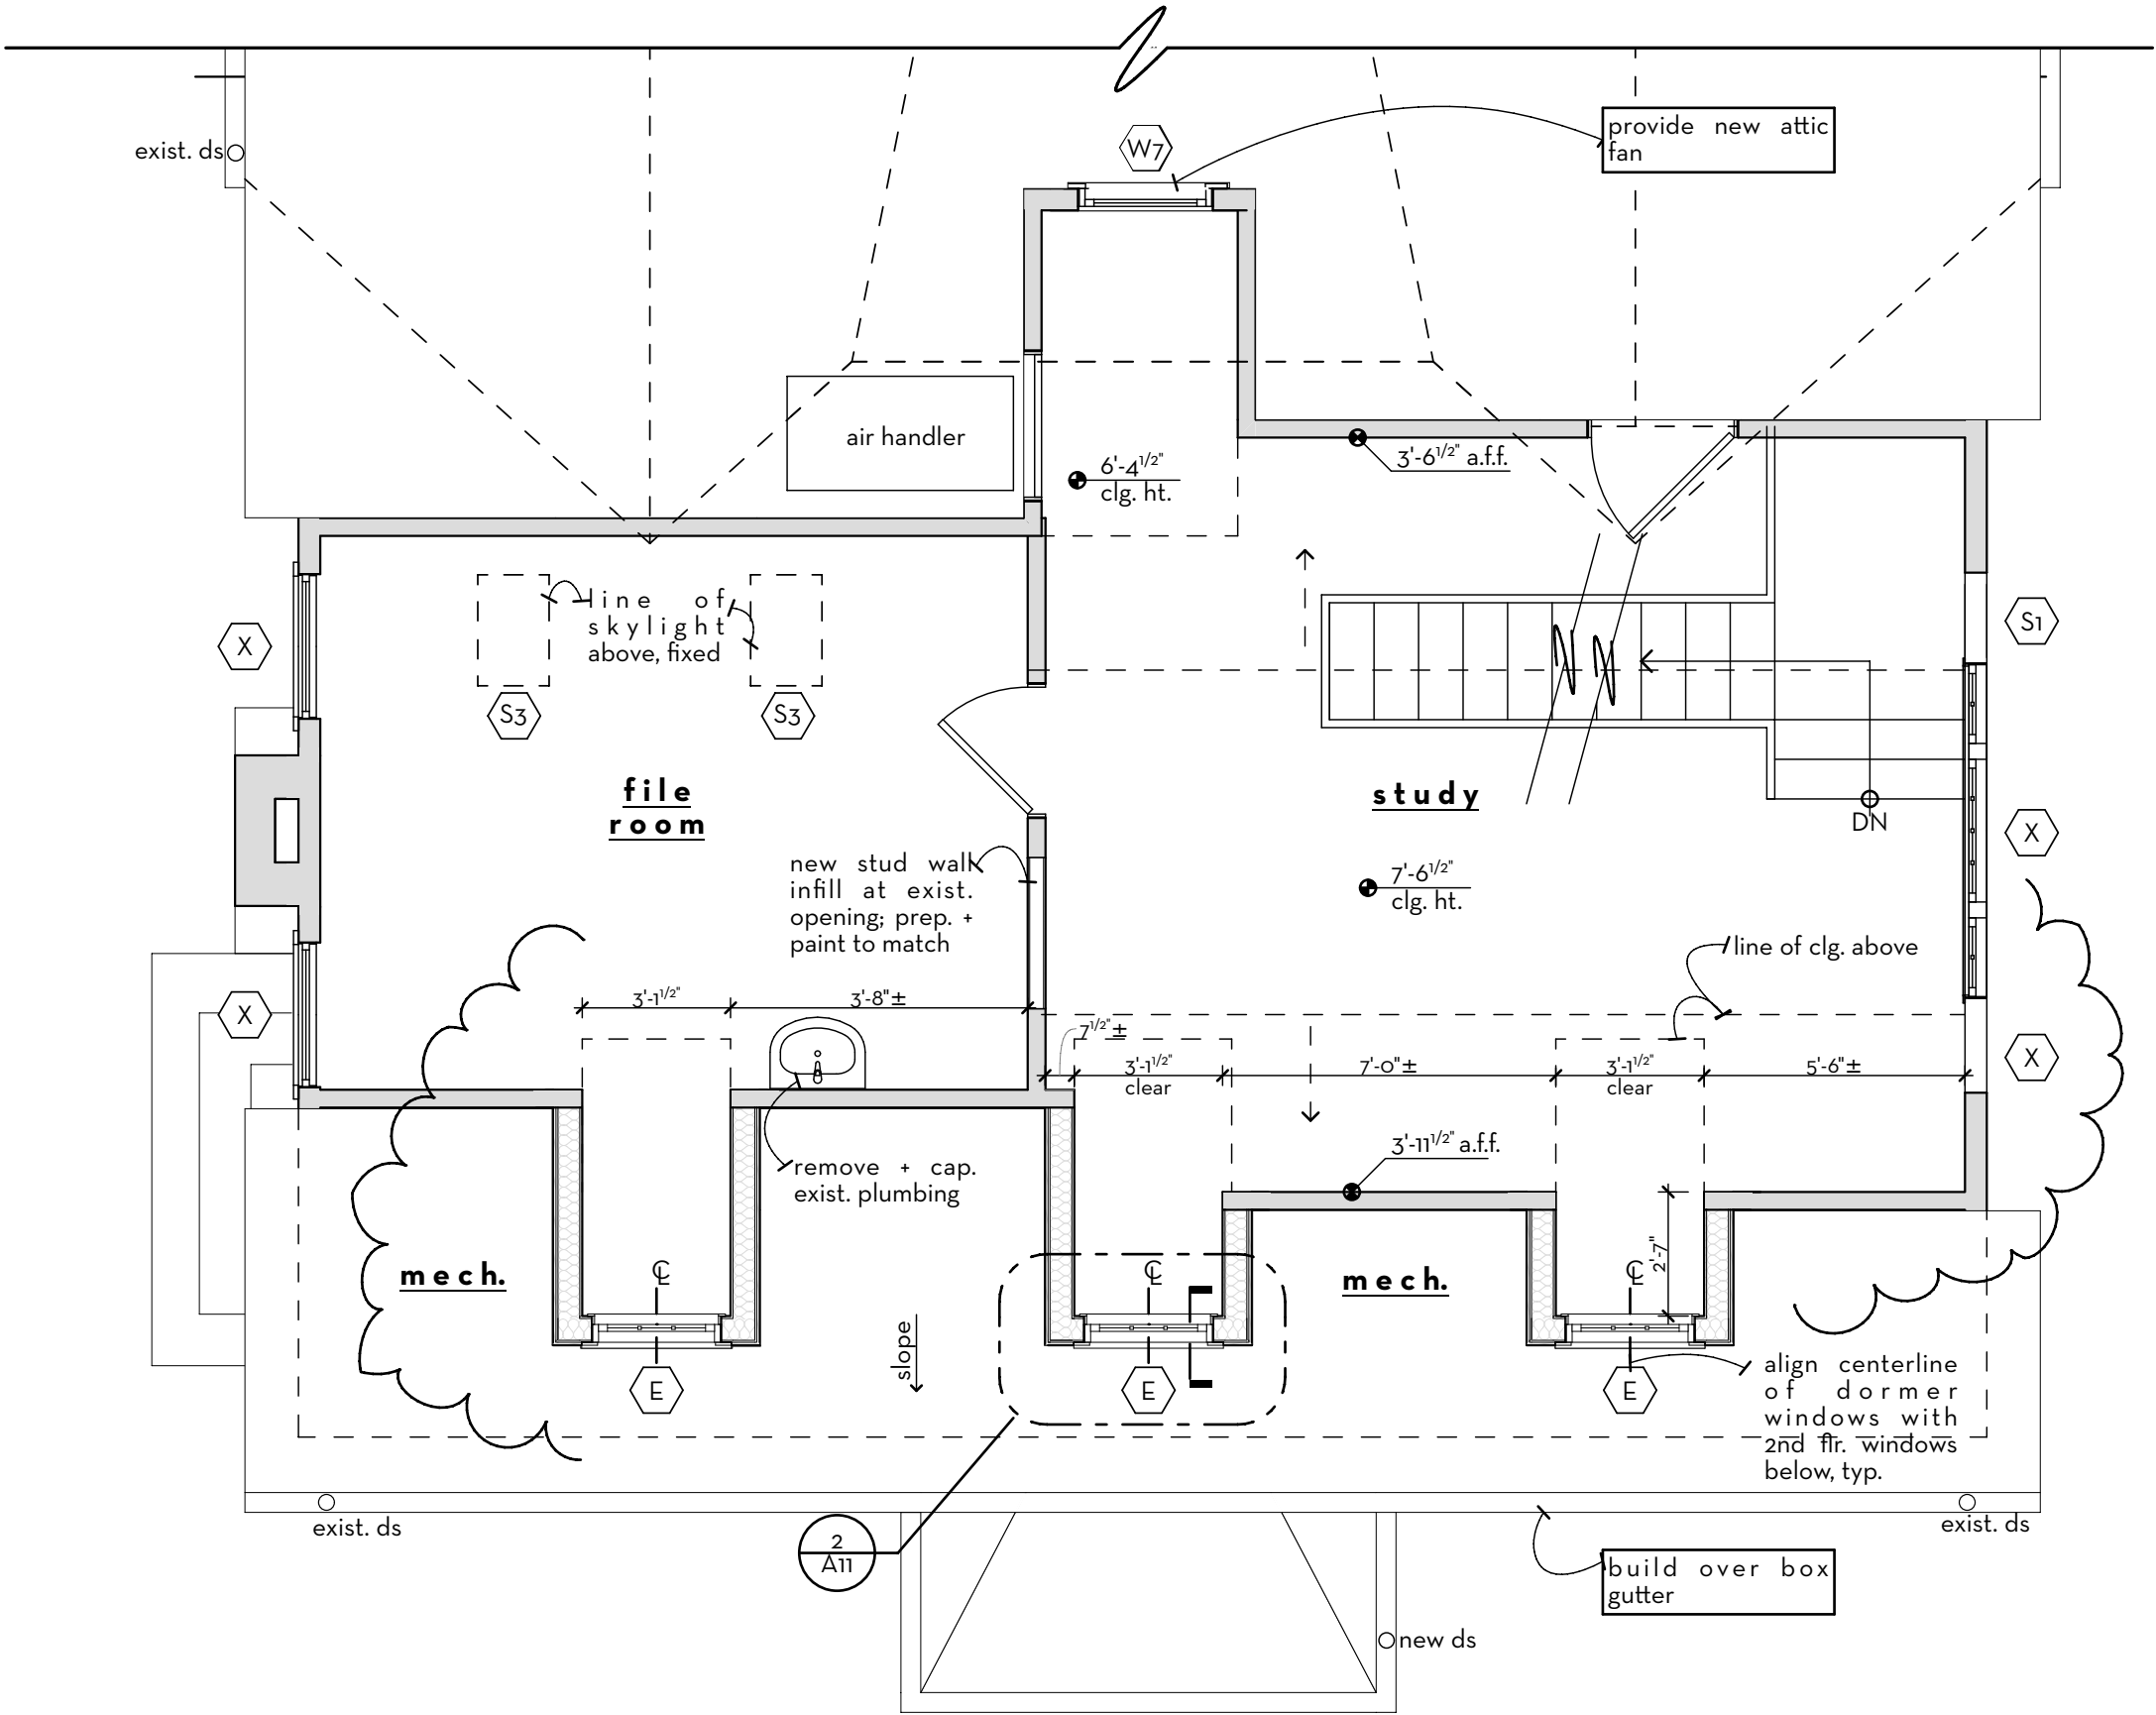 exist. ds
W7
provide new attic
fan
air handler
6'-4 1/2"
clg. ht.
3'-6 1/2" a.f.f.
X
line of
skylight
above, fixed
S3
S3
S1
file
room
study
DN
X
new stud wall
infill at exist.
opening; prep. +
paint to match
7'-6 1/2"
clg. ht.
line of clg. above
X
3'-1 1/2"
3'-8"±
7 1/2"±
3'-1 1/2"
clear
7'-0"±
3'-1 1/2"
clear
5'-6"±
X
3'-11 1/2" a.f.f.
remove + cap.
exist. plumbing
mech.
℄
slope
℄
mech.
℄
2'-7"
E
E
E
align centerline
of dormer
windows with
2nd flr. windows
below, typ.
exist. ds
exist. ds
2
A11
build over box
gutter
new ds